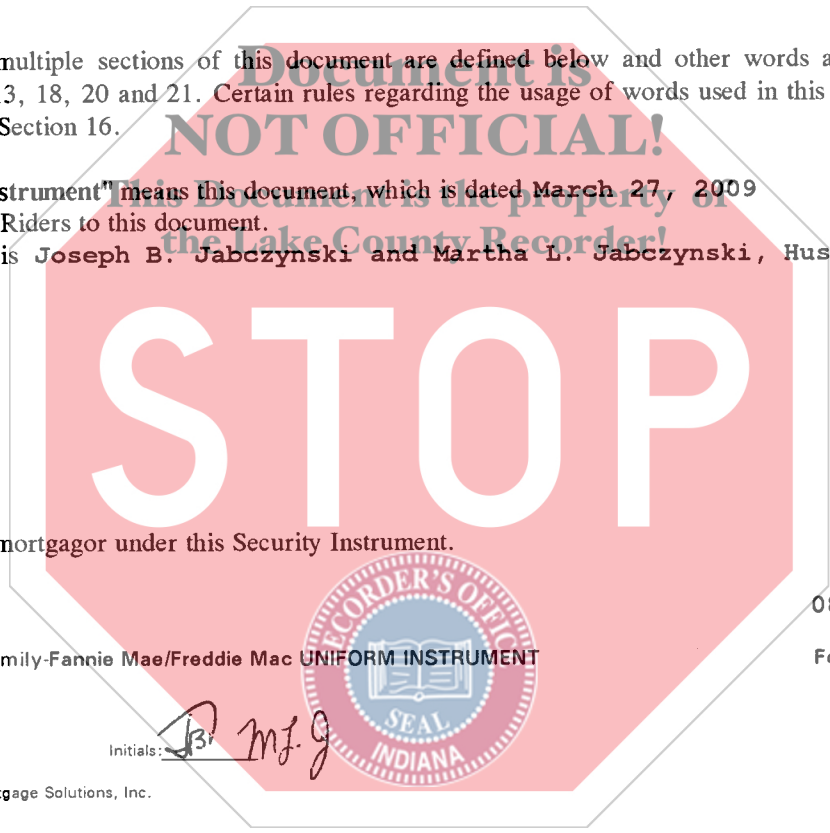 multiple sections of this document are defined below and other words a
Document is
3, 18, 20 and 21. Certain rules regarding the usage of words used in this
NOT OFFICIAL!
Section 16.
strument" means this document, which is dated March 27, 2009
This Document is the property of
Riders to this document.
the Lake County Recorder!
is Joseph B. Jabczynski and Martha L. Jabczynski, Hus
STOP
mortgagor under this Security Instrument.
RECORDER'S OFFIC
08
mily-Fannie Mae/Freddie Mac UNIFORM INSTRUMENT
Fo
SEAL
INDIANA
Initials: JBJ M L. J
tgage Solutions, Inc.